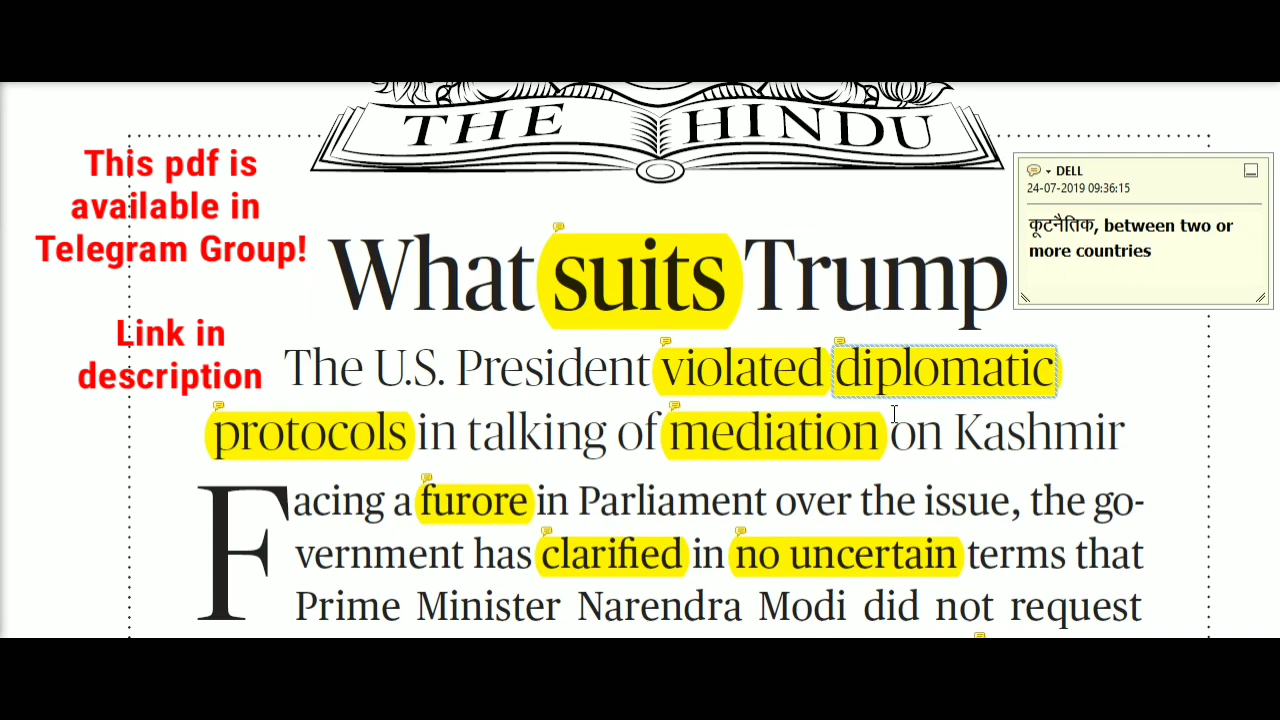 THE HINDU
This pdf is
available in
Telegram Group!
Link in
description
DELL
24-07-2019 09:36:15
कूटनैतिक, between two or
more countries
What suits Trump
The U.S. President violated diplomatic
protocols in talking of mediation on Kashmir
Facing a furore in Parliament over the issue, the go-
vernment has clarified in no uncertain terms that
Prime Minister Narendra Modi did not request